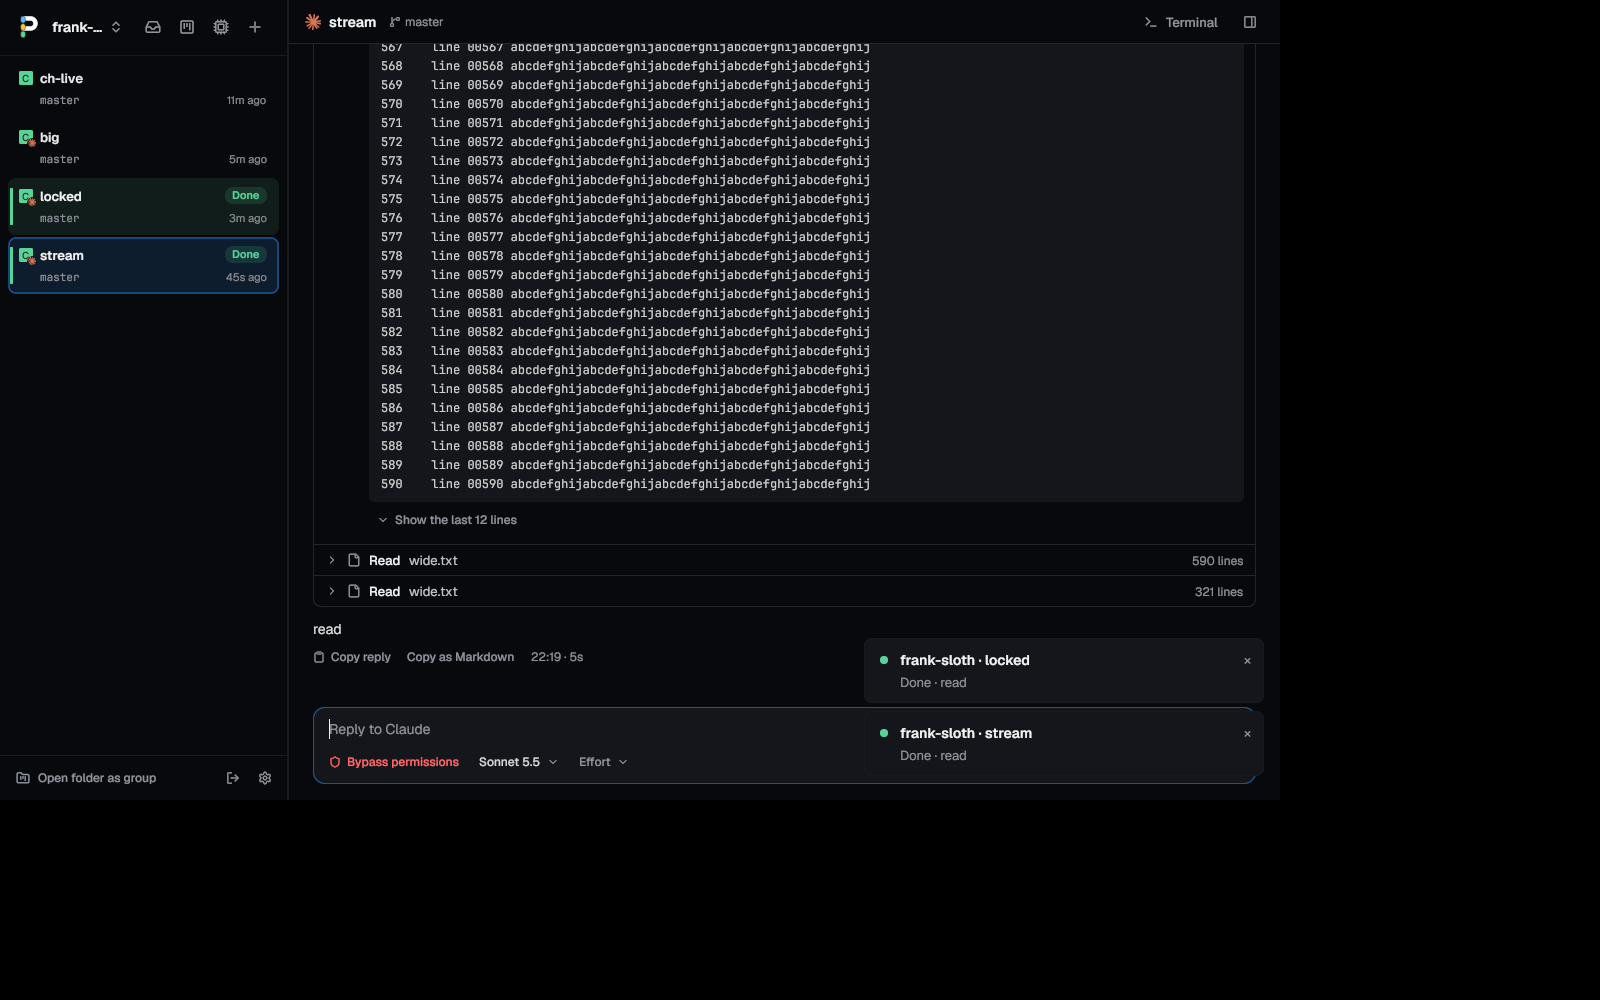 frank-...
ch-live
master 11m ago
big
master 5m ago
locked Done
master 3m ago
stream Done
master 45s ago
Open folder as group
stream master Terminal
567 line 00567 abcdefghijabcdefghijabcdefghijabcdefghijabcdefghij
568 line 00568 abcdefghijabcdefghijabcdefghijabcdefghijabcdefghij
569 line 00569 abcdefghijabcdefghijabcdefghijabcdefghijabcdefghij
570 line 00570 abcdefghijabcdefghijabcdefghijabcdefghijabcdefghij
571 line 00571 abcdefghijabcdefghijabcdefghijabcdefghijabcdefghij
572 line 00572 abcdefghijabcdefghijabcdefghijabcdefghijabcdefghij
573 line 00573 abcdefghijabcdefghijabcdefghijabcdefghijabcdefghij
574 line 00574 abcdefghijabcdefghijabcdefghijabcdefghijabcdefghij
575 line 00575 abcdefghijabcdefghijabcdefghijabcdefghijabcdefghij
576 line 00576 abcdefghijabcdefghijabcdefghijabcdefghijabcdefghij
577 line 00577 abcdefghijabcdefghijabcdefghijabcdefghijabcdefghij
578 line 00578 abcdefghijabcdefghijabcdefghijabcdefghijabcdefghij
579 line 00579 abcdefghijabcdefghijabcdefghijabcdefghijabcdefghij
580 line 00580 abcdefghijabcdefghijabcdefghijabcdefghijabcdefghij
581 line 00581 abcdefghijabcdefghijabcdefghijabcdefghijabcdefghij
582 line 00582 abcdefghijabcdefghijabcdefghijabcdefghijabcdefghij
583 line 00583 abcdefghijabcdefghijabcdefghijabcdefghijabcdefghij
584 line 00584 abcdefghijabcdefghijabcdefghijabcdefghijabcdefghij
585 line 00585 abcdefghijabcdefghijabcdefghijabcdefghijabcdefghij
586 line 00586 abcdefghijabcdefghijabcdefghijabcdefghijabcdefghij
587 line 00587 abcdefghijabcdefghijabcdefghijabcdefghijabcdefghij
588 line 00588 abcdefghijabcdefghijabcdefghijabcdefghijabcdefghij
589 line 00589 abcdefghijabcdefghijabcdefghijabcdefghijabcdefghij
590 line 00590 abcdefghijabcdefghijabcdefghijabcdefghijabcdefghij
Show the last 12 lines
Read wide.txt 590 lines
Read wide.txt 321 lines
read
Copy reply Copy as Markdown 22:19 · 5s
frank-sloth · locked
Done · read
Reply to Claude
Bypass permissions Sonnet 5.5 Effort
frank-sloth · stream
Done · read